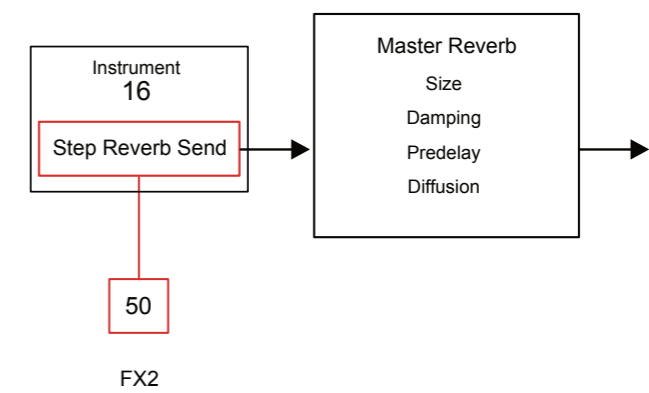 Instrument
16
Step Reverb Send
Master Reverb
Size
Damping
Predelay
Diffusion
50
FX2